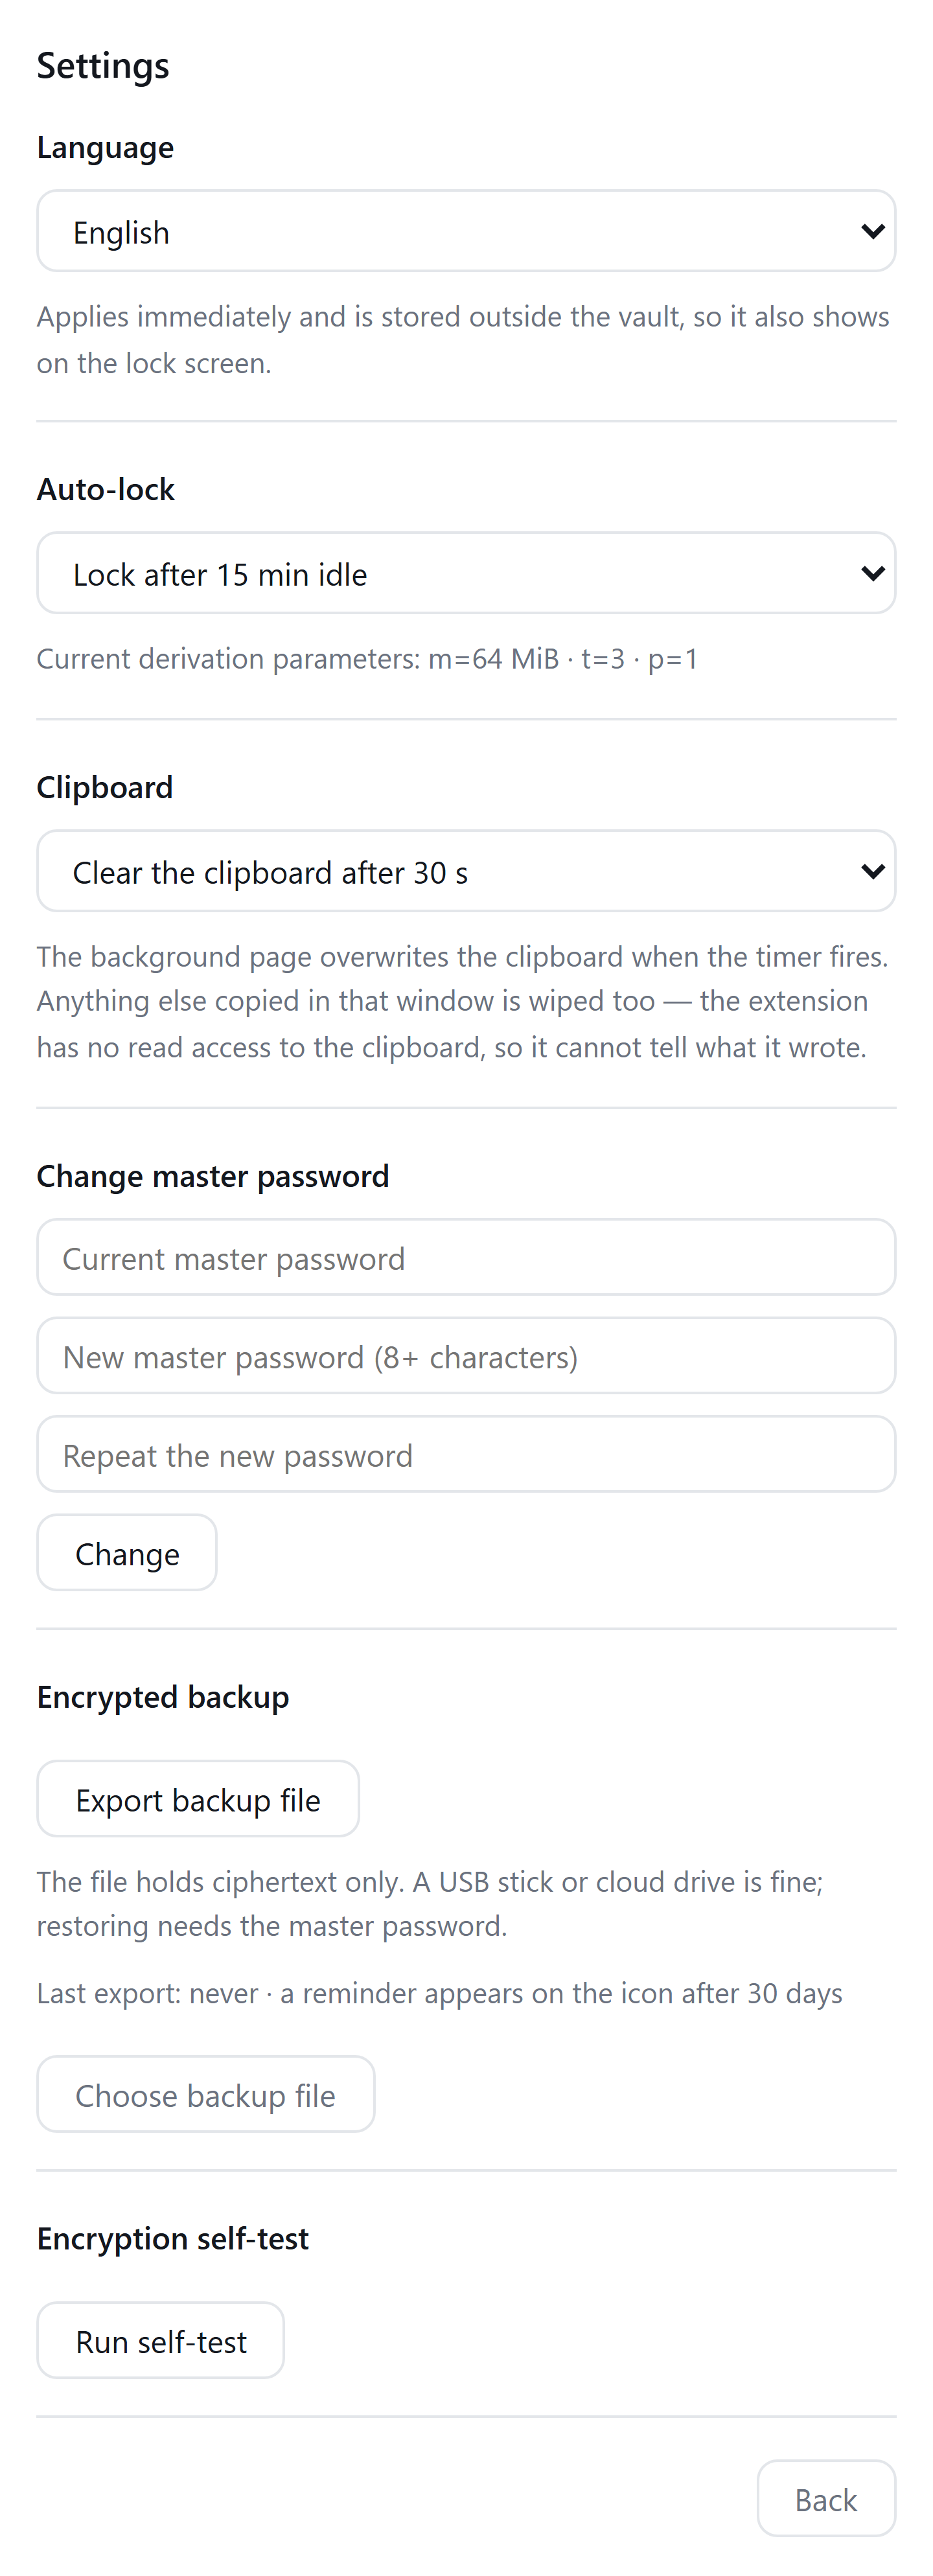 Settings
Language
English
Applies immediately and is stored outside the vault, so it also shows
on the lock screen.
Auto-lock
Lock after 15 min idle
Current derivation parameters: m=64 MiB · t=3 · p=1
Clipboard
Clear the clipboard after 30 s
The background page overwrites the clipboard when the timer fires.
Anything else copied in that window is wiped too — the extension
has no read access to the clipboard, so it cannot tell what it wrote.
Change master password
Current master password
New master password (8+ characters)
Repeat the new password
Change
Encrypted backup
Export backup file
The file holds ciphertext only. A USB stick or cloud drive is fine;
restoring needs the master password.
Last export: never · a reminder appears on the icon after 30 days
Choose backup file
Encryption self-test
Run self-test
Back